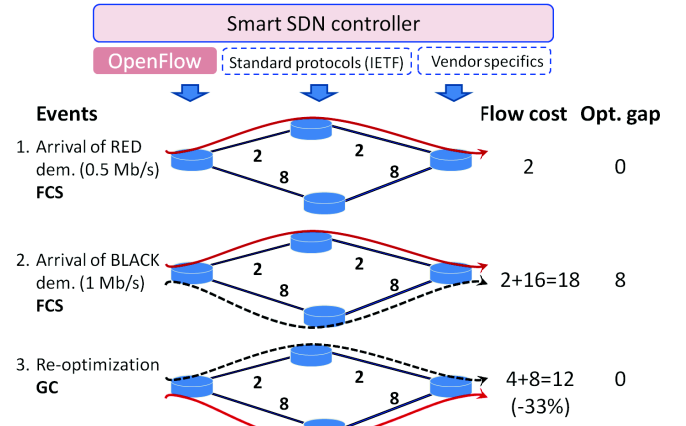 Smart SDN controller
OpenFlow
Standard protocols (IETF)
Vendor specifics
Events
Flow cost
Opt. gap
1. Arrival of RED
dem. (0.5 Mb/s)
FCS
2
2
8
8
2
0
2. Arrival of BLACK
dem. (1 Mb/s)
FCS
2
2
8
8
2+16=18
8
3. Re-optimization
GC
2
2
8
8
4+8=12
(-33%)
0